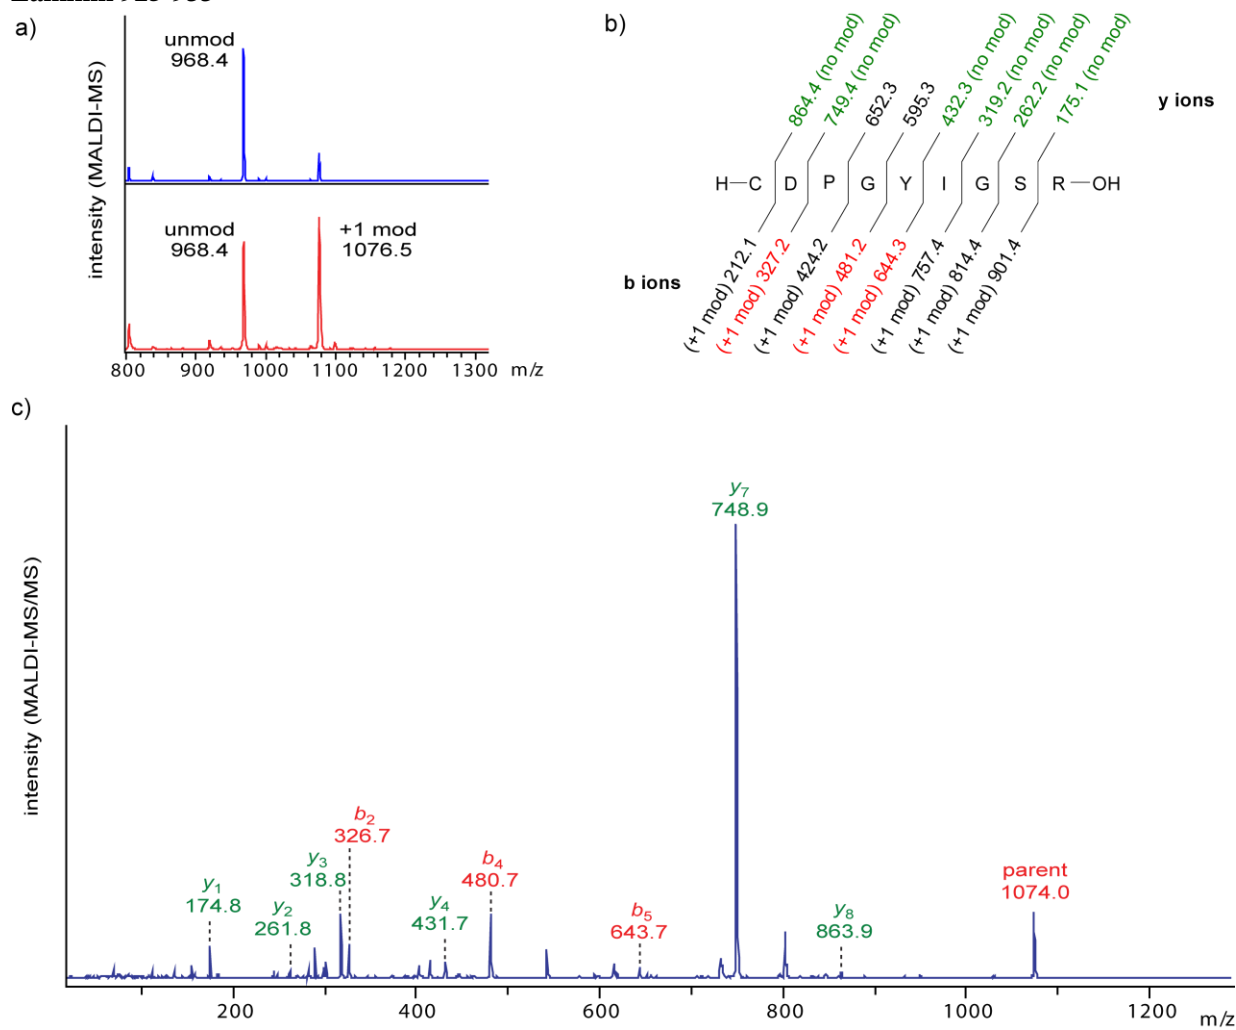 a)
unmod
968.4
unmod
968.4
+1 mod
1076.5
intensity (MALDI-MS)
800 900 1000 1100 1200 1300 m/z
b)
864.4 (no mod)
749.4 (no mod)
652.3
595.3
432.3 (no mod)
319.2 (no mod)
262.2 (no mod)
175.1 (no mod)
y ions
H C D P G Y I G S R OH
b ions
(+1 mod) 212.1
(+1 mod) 327.2
(+1 mod) 424.2
(+1 mod) 481.2
(+1 mod) 644.3
(+1 mod) 757.4
(+1 mod) 814.4
(+1 mod) 901.4
c)
intensity (MALDI-MS/MS)
y1
174.8
y2
261.8
y3
318.8
b2
326.7
y4
431.7
b4
480.7
b5
643.7
y7
748.9
y8
863.9
parent
1074.0
200 400 600 800 1000 1200 m/z